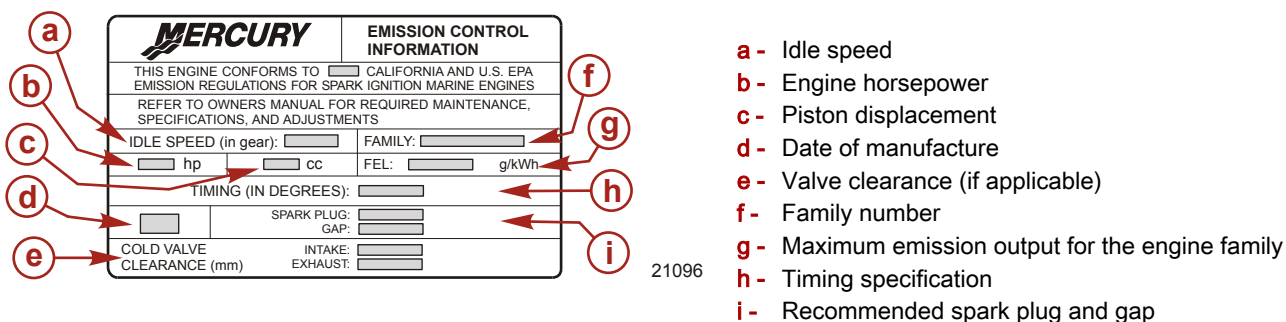 MERCURY
EMISSION CONTROL
INFORMATION
THIS ENGINE CONFORMS TO CALIFORNIA AND U.S. EPA
EMISSION REGULATIONS FOR SPARK IGNITION MARINE ENGINES
REFER TO OWNERS MANUAL FOR REQUIRED MAINTENANCE,
SPECIFICATIONS, AND ADJUSTMENTS
IDLE SPEED (in gear):
FAMILY:
hp
cc
FEL: g/kWh
TIMING (IN DEGREES):
SPARK PLUG:
GAP:
COLD VALVE
CLEARANCE (mm)
INTAKE:
EXHAUST:
a
b
c
d
e
f
g
h
i
21096
a - Idle speed
b - Engine horsepower
c - Piston displacement
d - Date of manufacture
e - Valve clearance (if applicable)
f - Family number
g - Maximum emission output for the engine family
h - Timing specification
i - Recommended spark plug and gap